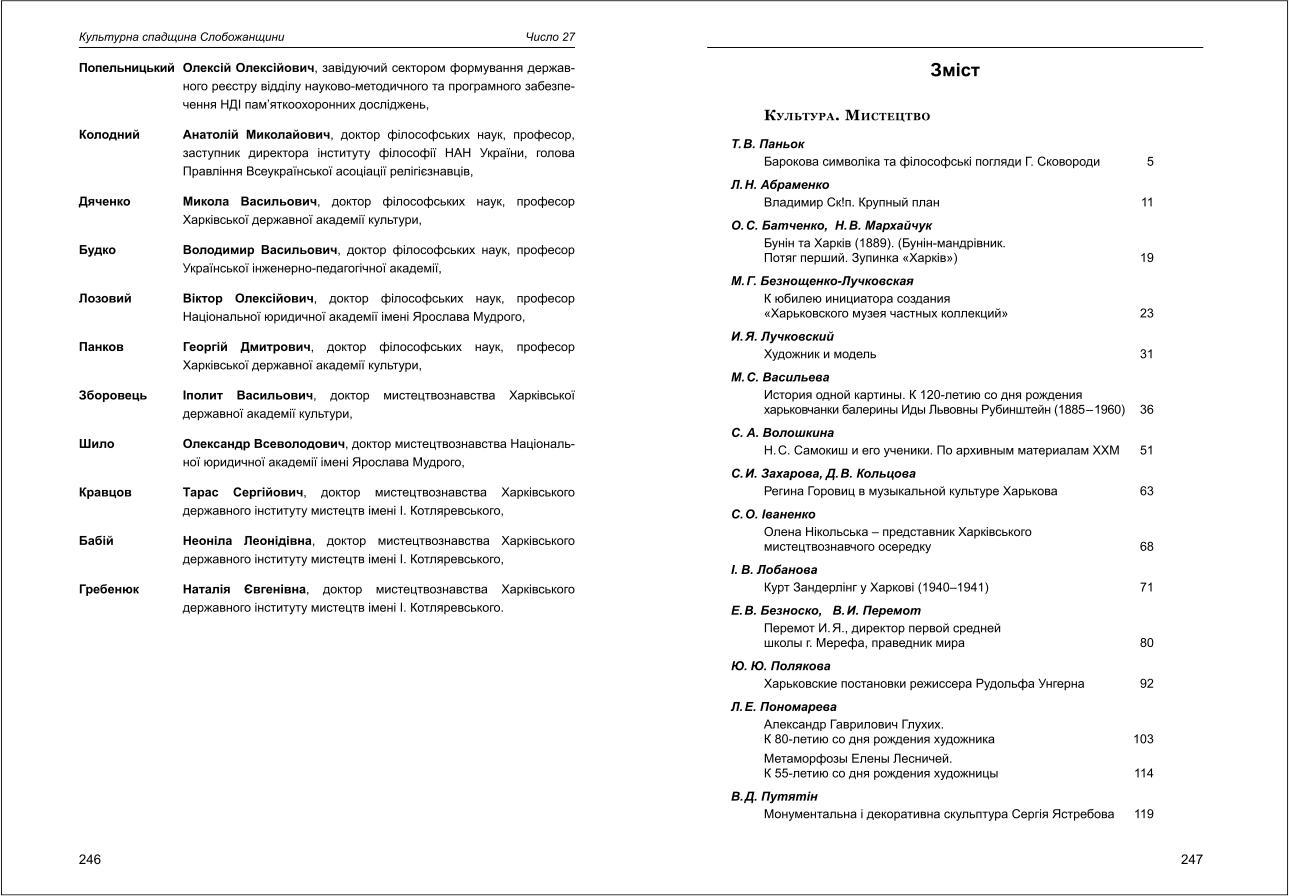 Культурна спадщина Слобожанщини Число 27
Попельницький Олексій Олексійович, завідуючий сектором формування держав-
ного реєстру відділу науково-методичного та програмного забезпе-
чення НДІ пам’яткоохоронних досліджень,
Колодний Анатолій Миколайович, доктор філософських наук, професор,
заступник директора інституту філософії НАН України, голова
Правління Всеукраїнської асоціації релігієзнавців,
Дяченко Микола Васильович, доктор філософських наук, професор
Харківської державної академії культури,
Будко Володимир Васильович, доктор філософських наук, професор
Української інженерно-педагогічної академії,
Лозовий Віктор Олексійович, доктор філософських наук, професор
Національної юридичної академії імені Ярослава Мудрого,
Панков Георгій Дмитрович, доктор філософських наук, професор
Харківської державної академії культури,
Зборовець Іполит Васильович, доктор мистецтвознавства Харківської
державної академії культури,
Шило Олександр Всеволодович, доктор мистецтвознавства Національ-
ної юридичної академії імені Ярослава Мудрого,
Кравцов Тарас Сергійович, доктор мистецтвознавства Харківського
державного інституту мистецтв імені І. Котляревського,
Бабій Неоніла Леонідівна, доктор мистецтвознавства Харківського
державного інституту мистецтв імені І. Котляревського,
Гребенюк Наталія Євгенівна, доктор мистецтвознавства Харківського
державного інституту мистецтв імені І. Котляревського.
246
Зміст
Культура. Мистецтво
Т. В. Паньок
Барокова символіка та філософські погляди Г. Сковороди 5
Л. Н. Абраменко
Владимир Ск!п. Крупный план 11
О. С. Батченко, Н. В. Мархайчук
Бунін та Харків (1889). (Бунін-мандрівник.
Потяг перший. Зупинка «Харків») 19
М. Г. Безнощенко-Лучковская
К юбилею инициатора создания
«Харьковского музея частных коллекций» 23
И. Я. Лучковский
Художник и модель 31
М. С. Васильева
История одной картины. К 120-летию со дня рождения
харьковчанки балерины Иды Львовны Рубинштейн (1885–1960) 36
С. А. Волошкина
Н. С. Самокиш и его ученики. По архивным материалам ХХМ 51
С. И. Захарова, Д. В. Кольцова
Регина Горовиц в музыкальной культуре Харькова 63
С. О. Іваненко
Олена Нікольська – представник Харківського
мистецтвознавчого осередку 68
І. В. Лобанова
Курт Зандерлінг у Харкові (1940–1941) 71
Е. В. Безноско, В. И. Перемот
Перемот И. Я., директор первой средней
школы г. Мерефа, праведник мира 80
Ю. Ю. Полякова
Харьковские постановки режиссера Рудольфа Унгерна 92
Л. Е. Пономарева
Александр Гаврилович Глухих.
К 80-летию со дня рождения художника 103
Метаморфозы Елены Лесничей.
К 55-летию со дня рождения художницы 114
В. Д. Путятін
Монументальна і декоративна скульптура Сергія Ястребова 119
247